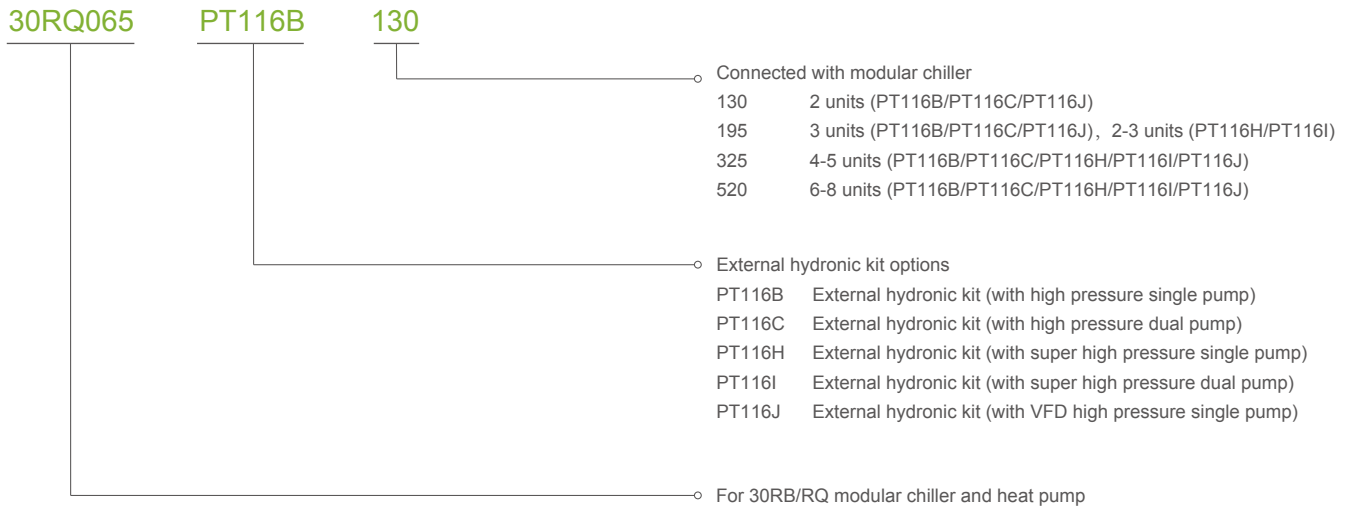 30RQ065 PT116B 130
Connected with modular chiller
130 2 units (PT116B/PT116C/PT116J)
195 3 units (PT116B/PT116C/PT116J)，2-3 units (PT116H/PT116I)
325 4-5 units (PT116B/PT116C/PT116H/PT116I/PT116J)
520 6-8 units (PT116B/PT116C/PT116H/PT116I/PT116J)
External hydronic kit options
PT116B External hydronic kit (with high pressure single pump)
PT116C External hydronic kit (with high pressure dual pump)
PT116H External hydronic kit (with super high pressure single pump)
PT116I External hydronic kit (with super high pressure dual pump)
PT116J External hydronic kit (with VFD high pressure single pump)
For 30RB/RQ modular chiller and heat pump